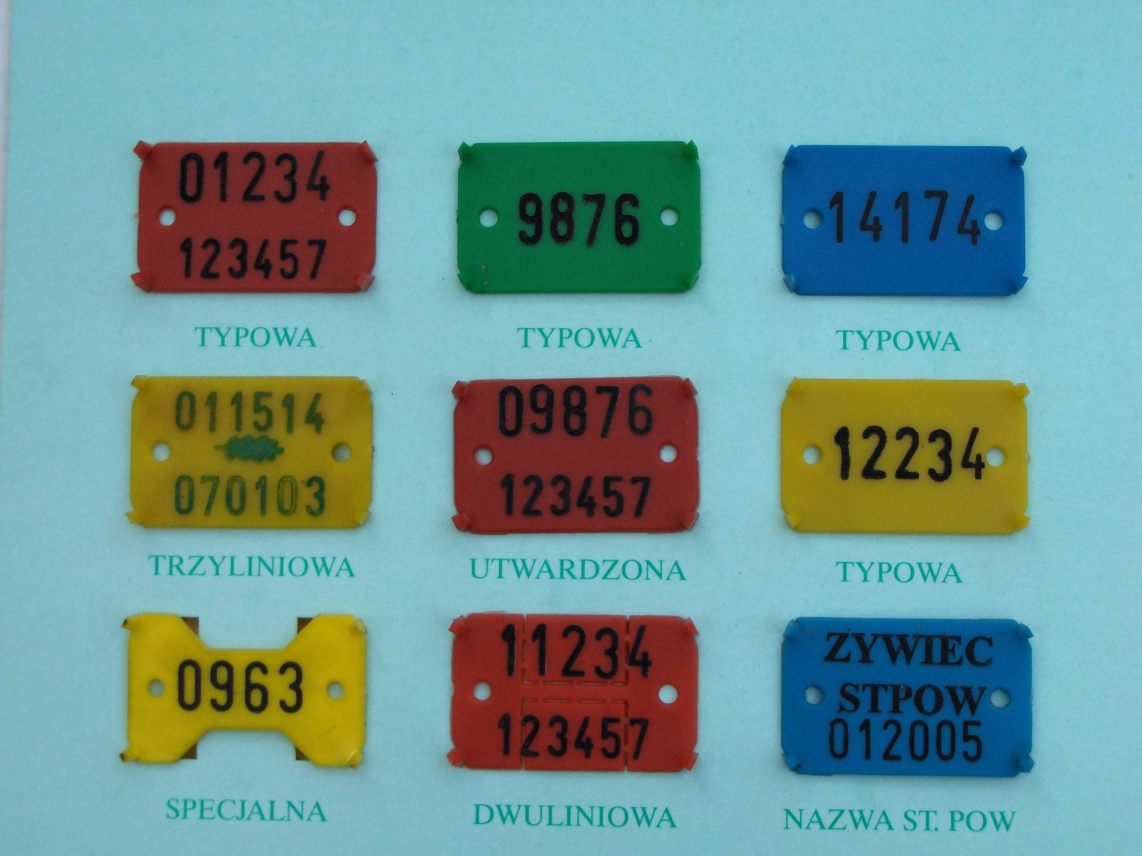 01234
123457
TYPOWA
9876
TYPOWA
14174
TYPOWA
011514
070103
TRZYLINIOWA
09876
123457
UTWARDZONA
12234
TYPOWA
0963
SPECJALNA
11234
123457
DWULINIOWA
ZYWIEC
STPOW
012005
NAZWA ST. POW